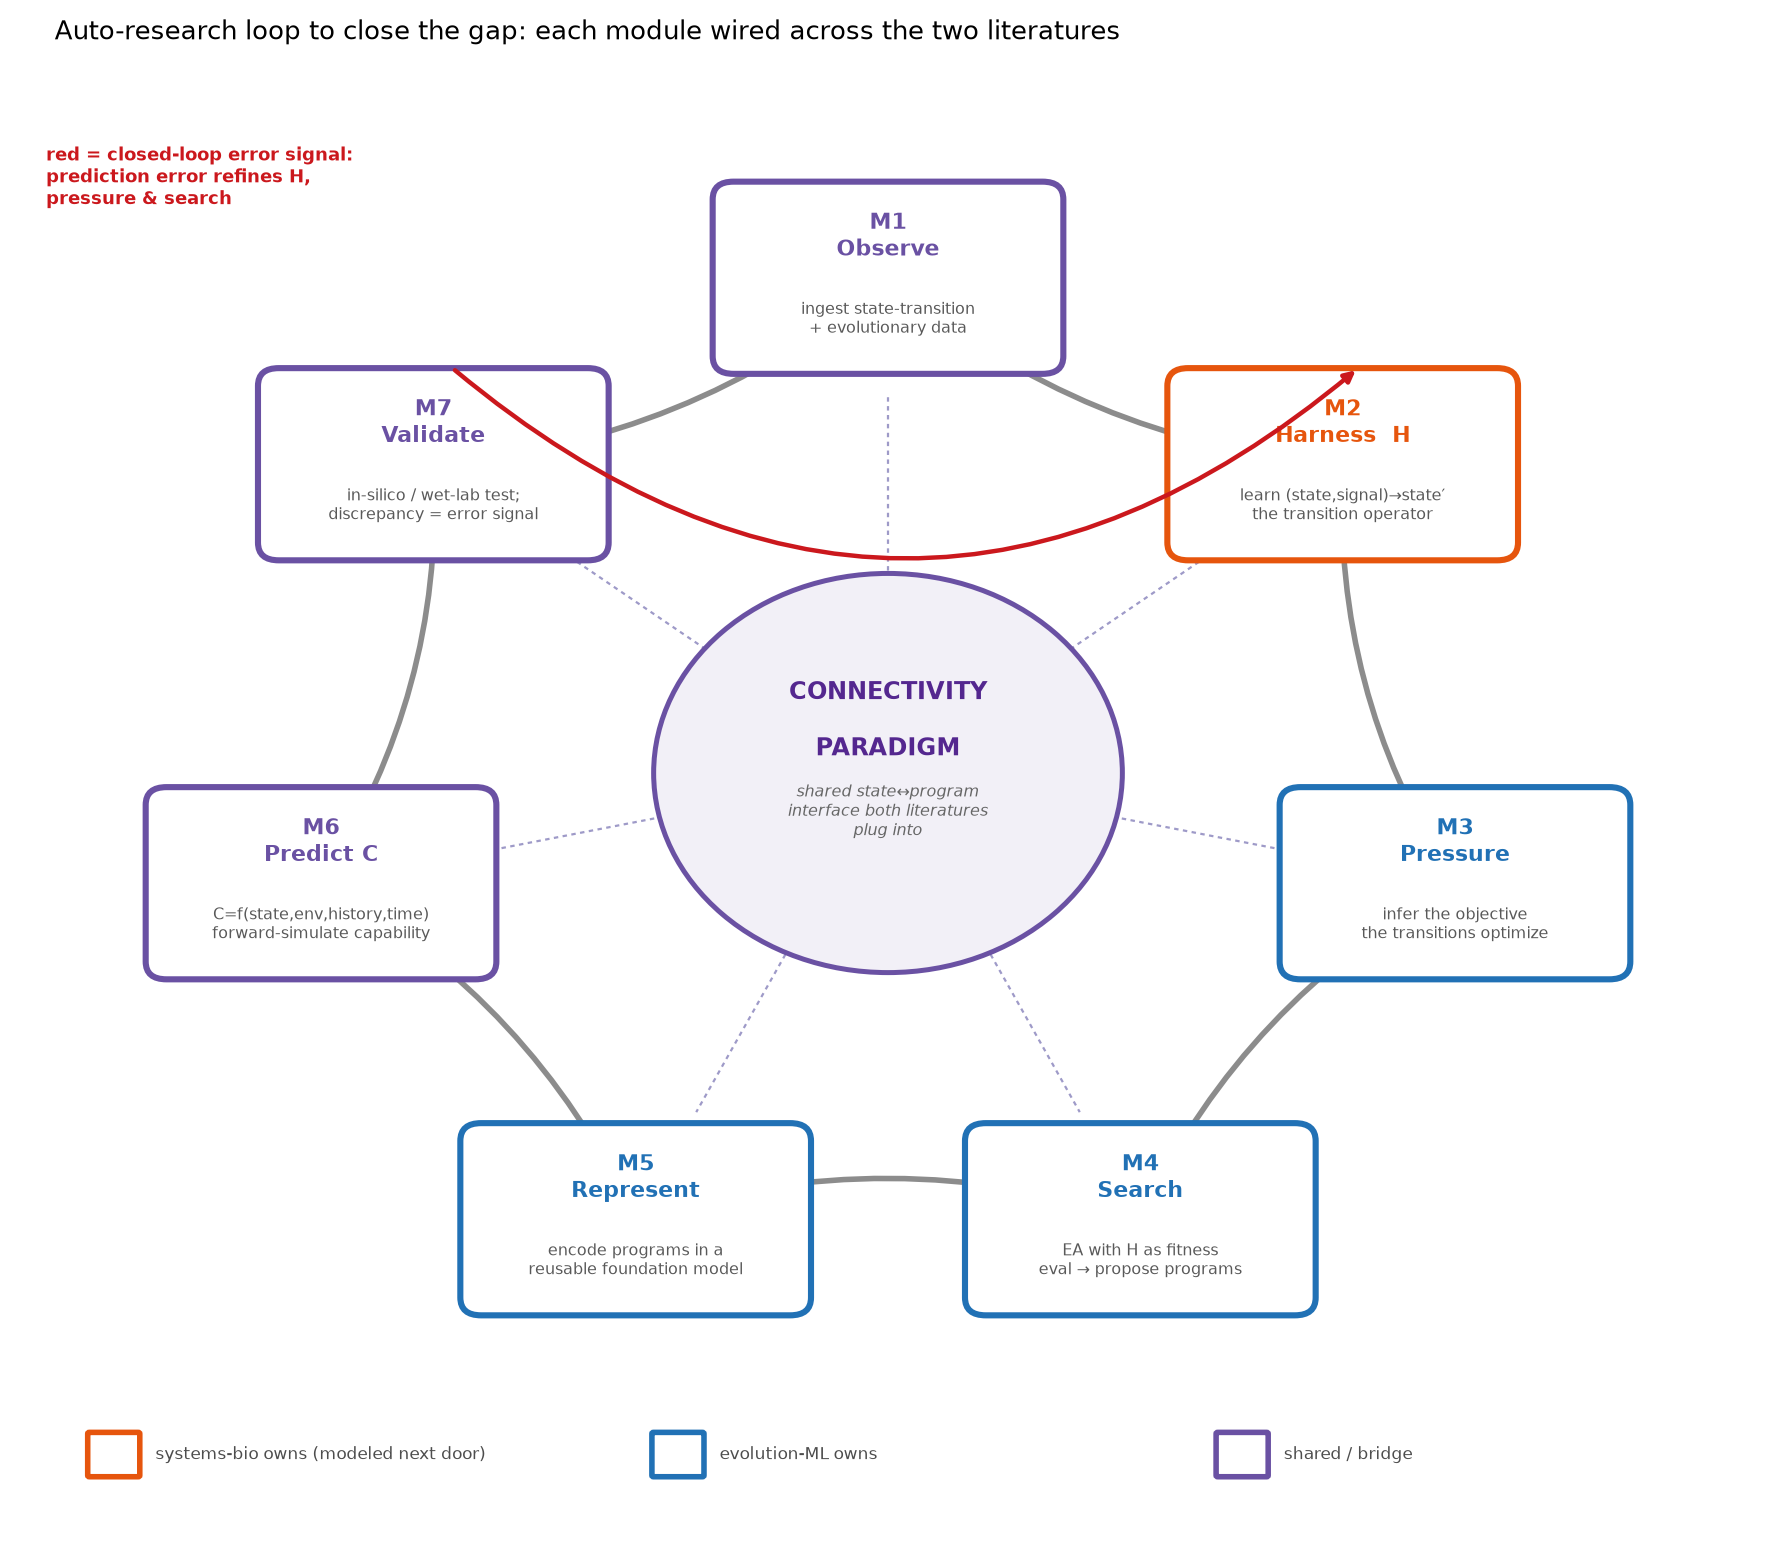 Auto-research loop to close the gap: each module wired across the two literatures
red = closed-loop error signal:
prediction error refines H,
pressure & search
M1
Observe
ingest state-transition
+ evolutionary data
M7
Validate
in-silico / wet-lab test;
discrepancy = error signal
M2
Harness  H
learn (state,signal)→state′
the transition operator
CONNECTIVITY
PARADIGM
shared state↔program
interface both literatures
plug into
M6
Predict C
C=f(state,env,history,time)
forward-simulate capability
M3
Pressure
infer the objective
the transitions optimize
M5
Represent
encode programs in a
reusable foundation model
M4
Search
EA with H as fitness
eval → propose programs
systems-bio owns (modeled next door)
evolution-ML owns
shared / bridge